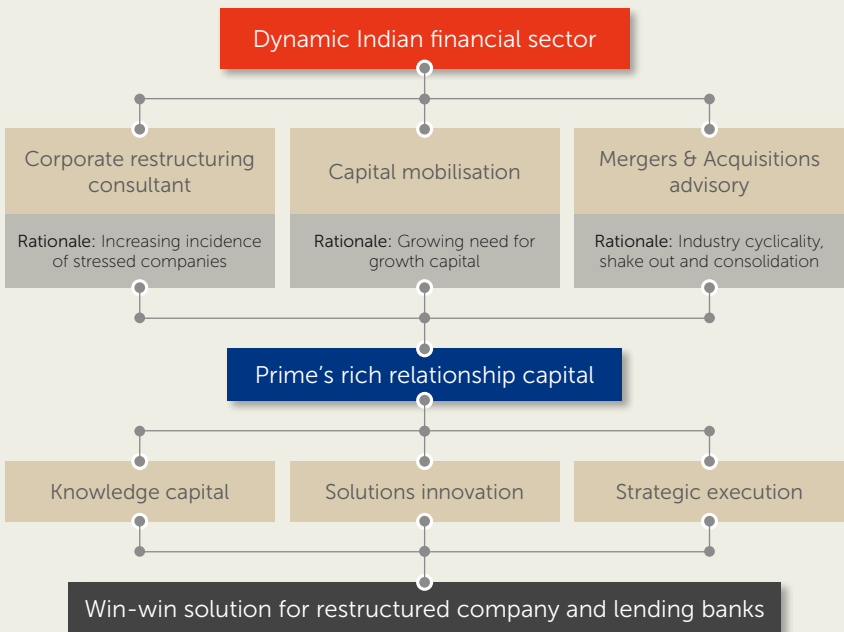 Dynamic Indian financial sector
Corporate restructuring
consultant
Rationale: Increasing incidence
of stressed companies
Capital mobilisation
Rationale: Growing need for
growth capital
Mergers & Acquisitions
advisory
Rationale: Industry cyclicality,
shake out and consolidation
Prime's rich relationship capital
Knowledge capital
Solutions innovation
Strategic execution
Win-win solution for restructured company and lending banks